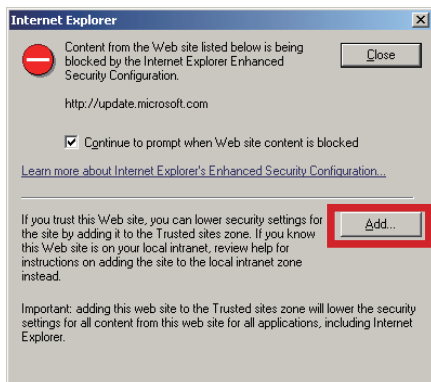 Internet Explorer
Content from the Web site listed below is being
blocked by the Internet Explorer Enhanced
Security Configuration.
Close
http://update.microsoft.com
Continue to prompt when Web site content is blocked
Learn more about Internet Explorer's Enhanced Security Configuration...
If you trust this Web site, you can lower security settings for
the site by adding it to the Trusted sites zone. If you know
this Web site is on your local intranet, review help for
instructions on adding the site to the local intranet zone
instead.
Add...
Important: adding this web site to the Trusted sites zone will lower the security
settings for all content from this web site for all applications, including Internet
Explorer.